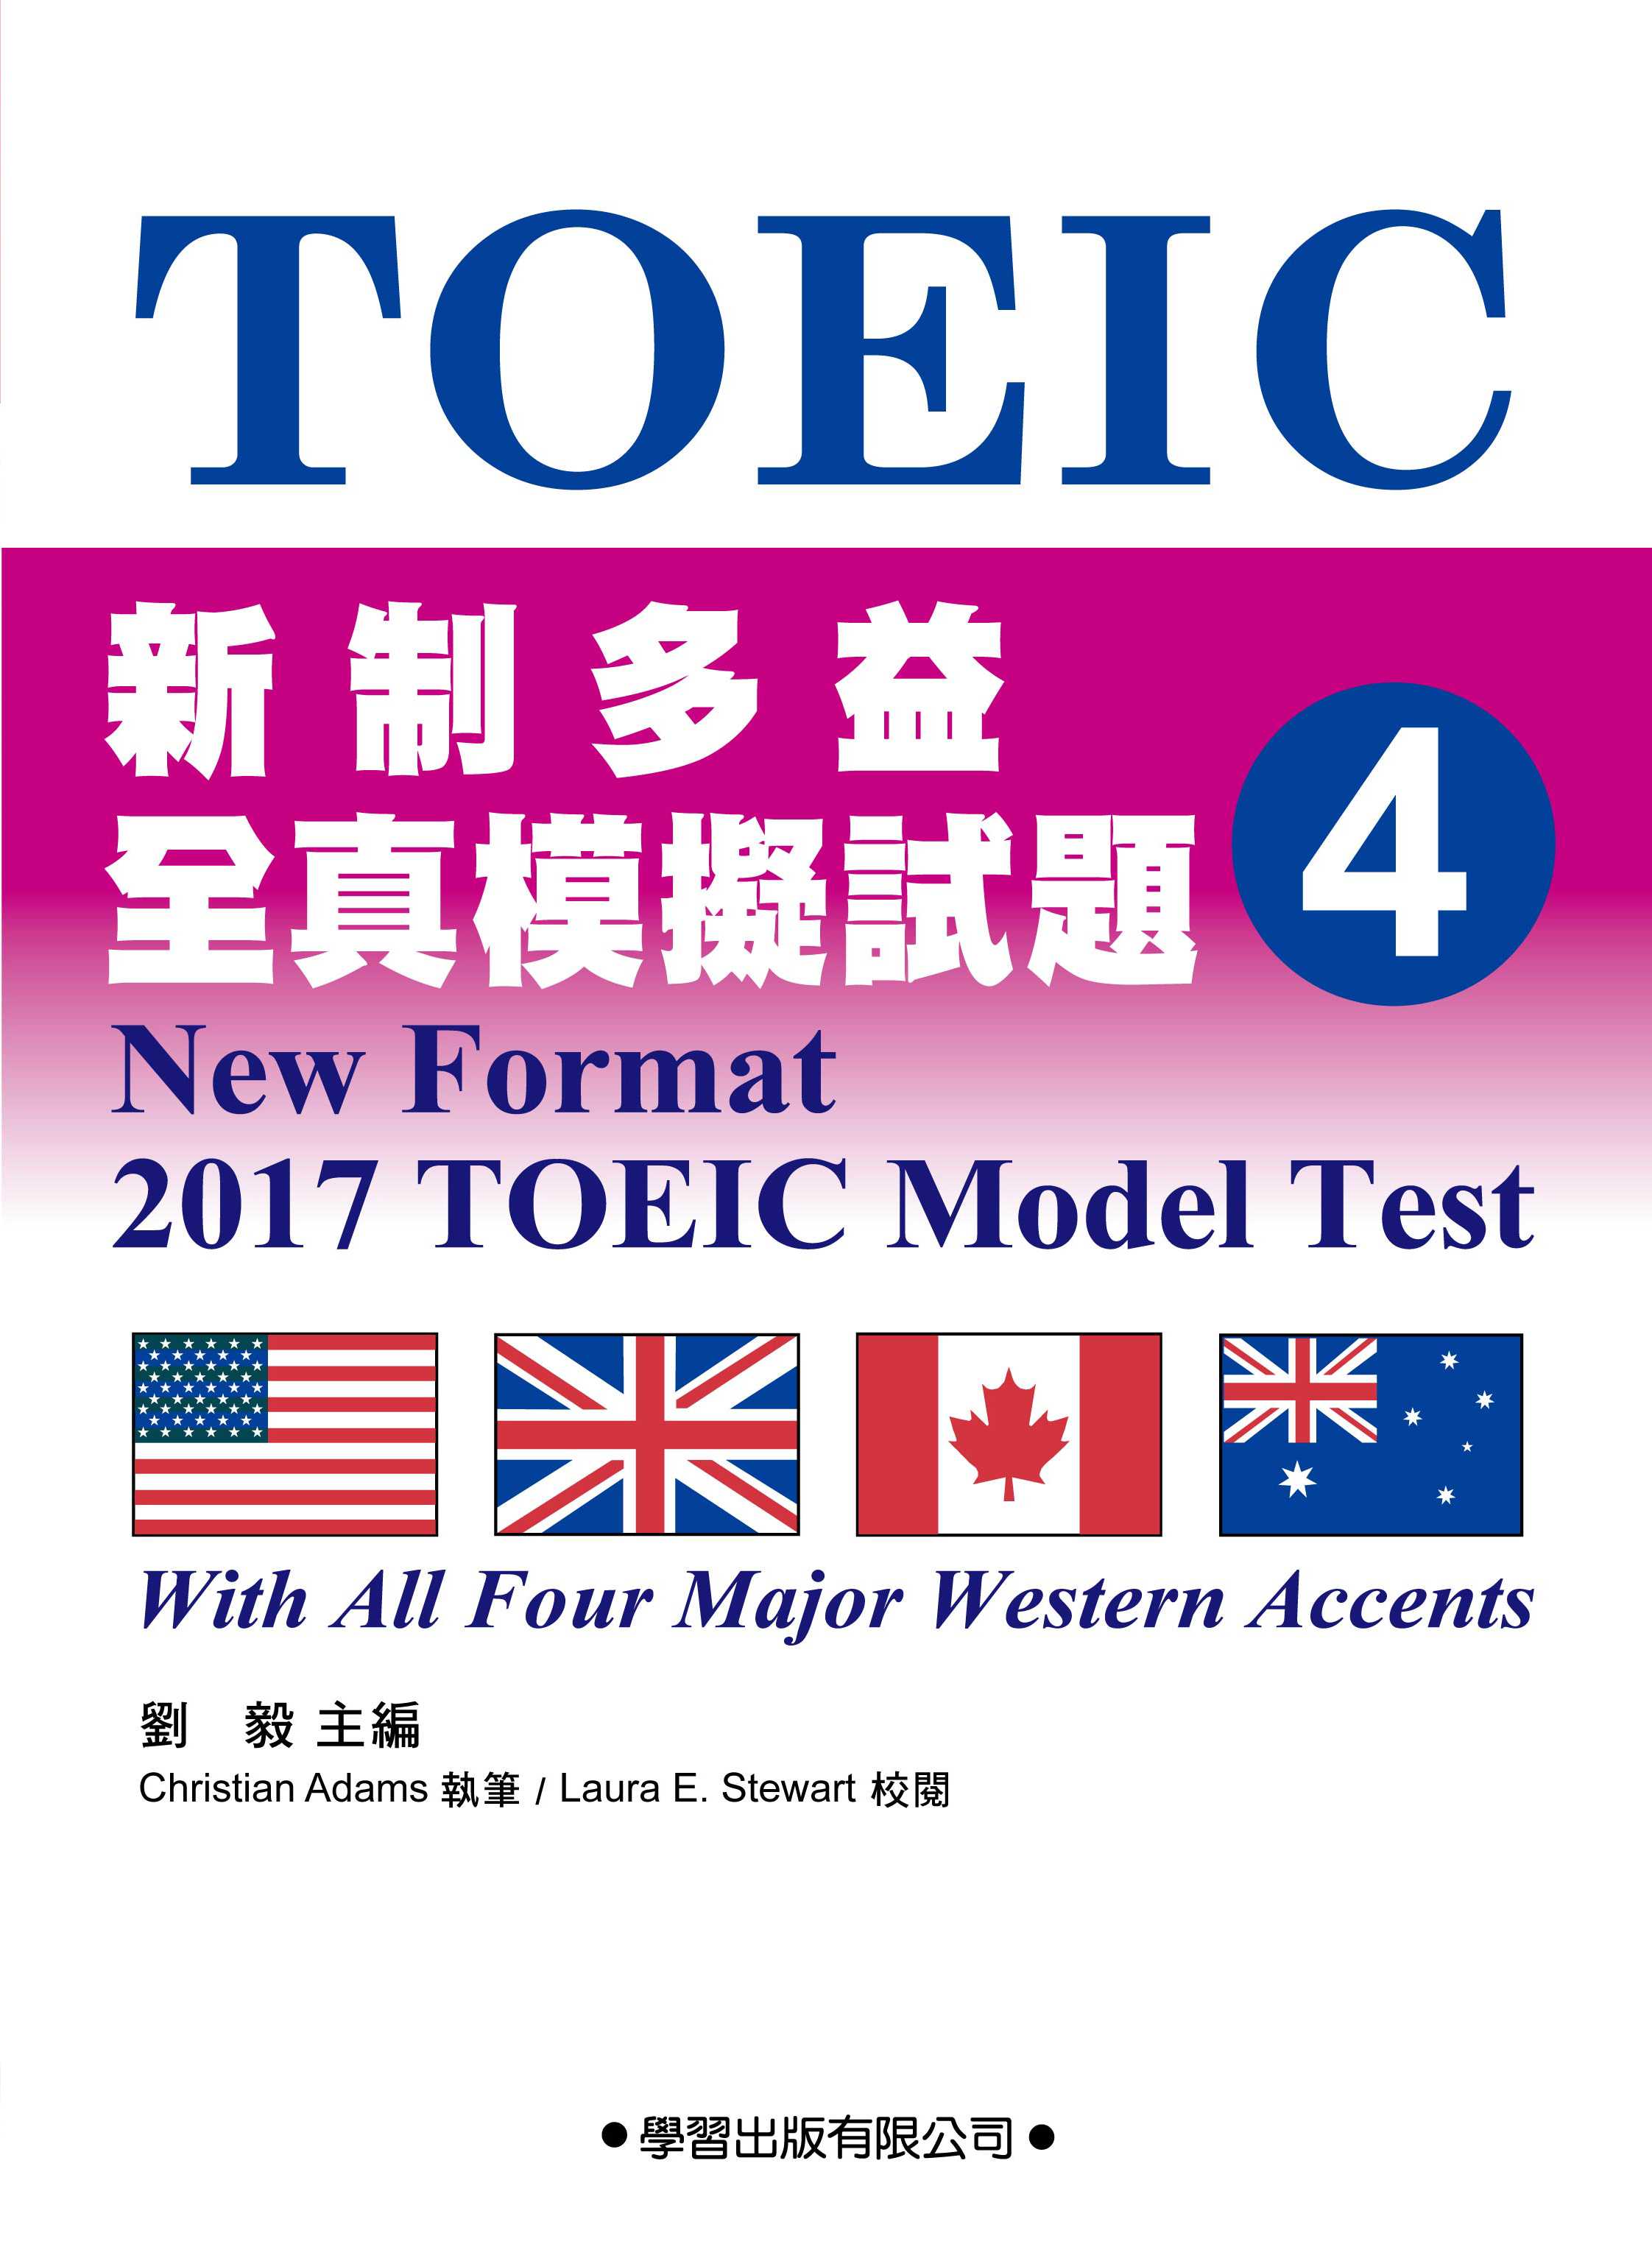 TOEIC
新制多益
全真模擬試題 4
New Format
2017 TOEIC Model Test
With All Four Major Western Accents
劉 毅 主編
Christian Adams 執筆 / Laura E. Stewart 校閱
● 學習出版有限公司 ●